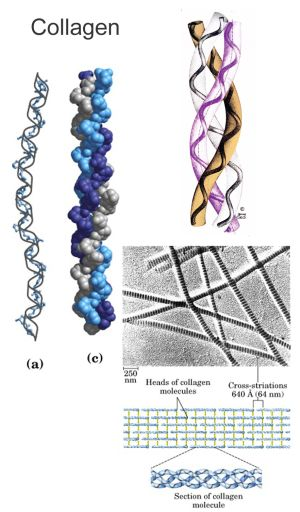 Collagen
(a)
(c)
©
250
nm
Heads of collagen
molecules
Cross-striations
640 Å (64 nm)
Section of collagen
molecule